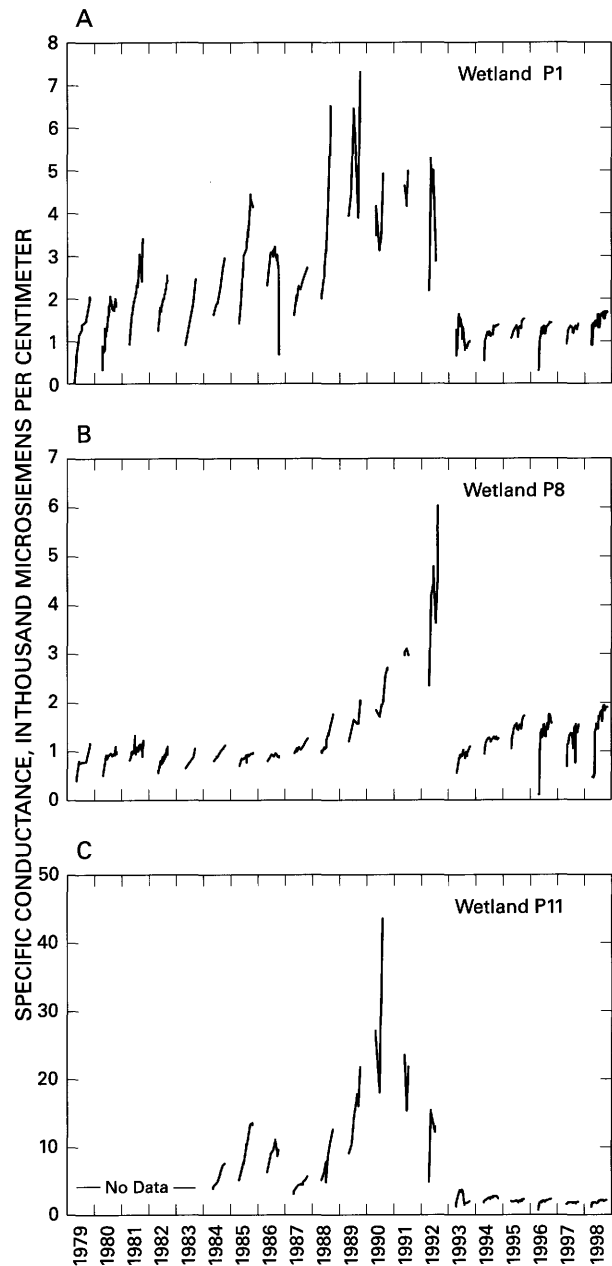 SPECIFIC CONDUCTANCE, IN THOUSAND MICROSIEMENS PER CENTIMETER
A
Wetland P1
8
7
6
5
4
3
2
1
0
1979 1980 1981 1982 1983 1984 1985 1986 1987 1988 1989 1990 1991 1992 1993 1994 1995 1996 1997 1998
B
Wetland P8
7
6
5
4
3
2
1
0
C
Wetland P11
50
40
30
20
10
0
No Data